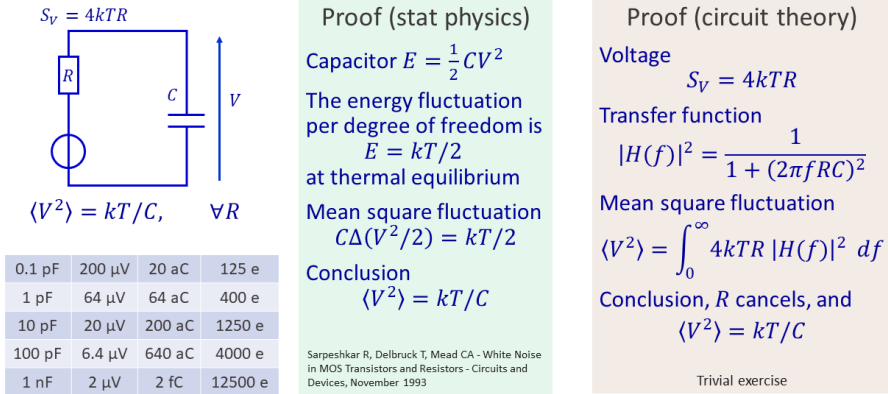 S_V = 4kTR
R
C
V
⟨V²⟩ = kT/C, ∀R
0.1 pF 200 μV 20 aC 125 e
1 pF 64 μV 64 aC 400 e
10 pF 20 μV 200 aC 1250 e
100 pF 6.4 μV 640 aC 4000 e
1 nF 2 μV 2 fC 12500 e
Proof (stat physics)
Capacitor E = 1/2 CV²
The energy fluctuation
per degree of freedom is
E = kT/2
at thermal equilibrium
Mean square fluctuation
CΔ(V²/2) = kT/2
Conclusion
⟨V²⟩ = kT/C
Sarpeshkar R, Delbruck T, Mead CA - White Noise
in MOS Transistors and Resistors - Circuits and
Devices, November 1993
Proof (circuit theory)
Voltage
S_V = 4kTR
Transfer function
|H(f)|² = 1 / (1 + (2πfRC)²)
Mean square fluctuation
⟨V²⟩ = ∫₀^∞ 4kTR |H(f)|² df
Conclusion, R cancels, and
⟨V²⟩ = kT/C
Trivial exercise